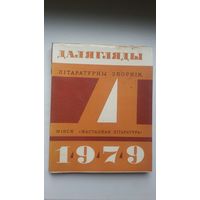 ДАЛЯГЛЯДЫ
ЛІТАРАТУРНЫ ЗБОРНІК
Д
МІНСК «МАСТАЦКАЯ ЛІТАРАТУРА»
1979